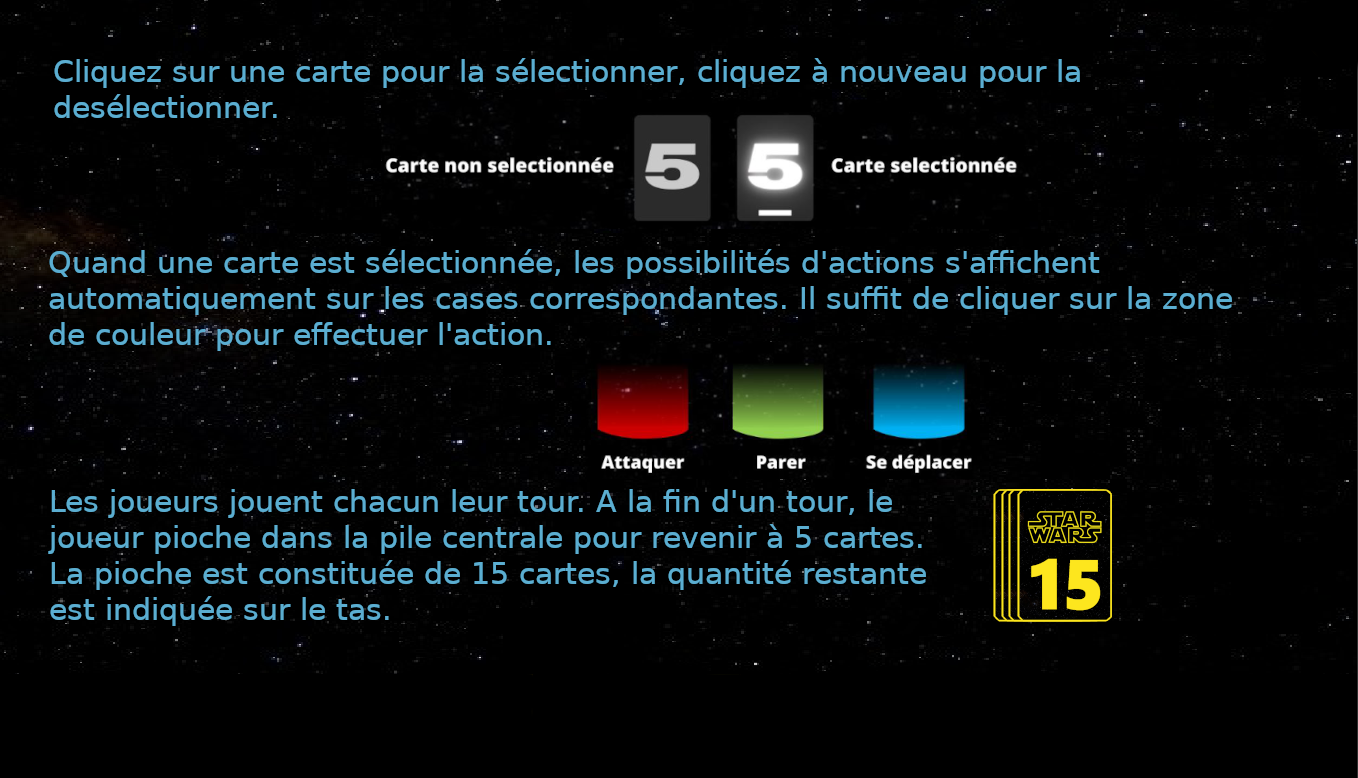 Cliquez sur une carte pour la sélectionner, cliquez à nouveau pour la
desélectionner.
Carte non selectionnée 5 5 Carte selectionnée
Quand une carte est sélectionnée, les possibilités d'actions s'affichent
automatiquement sur les cases correspondantes. Il suffit de cliquer sur la zone
de couleur pour effectuer l'action.
Attaquer Parer Se déplacer
Les joueurs jouent chacun leur tour. A la fin d'un tour, le
joueur pioche dans la pile centrale pour revenir à 5 cartes.
La pioche est constituée de 15 cartes, la quantité restante
est indiquée sur le tas.
STAR
WARS
15